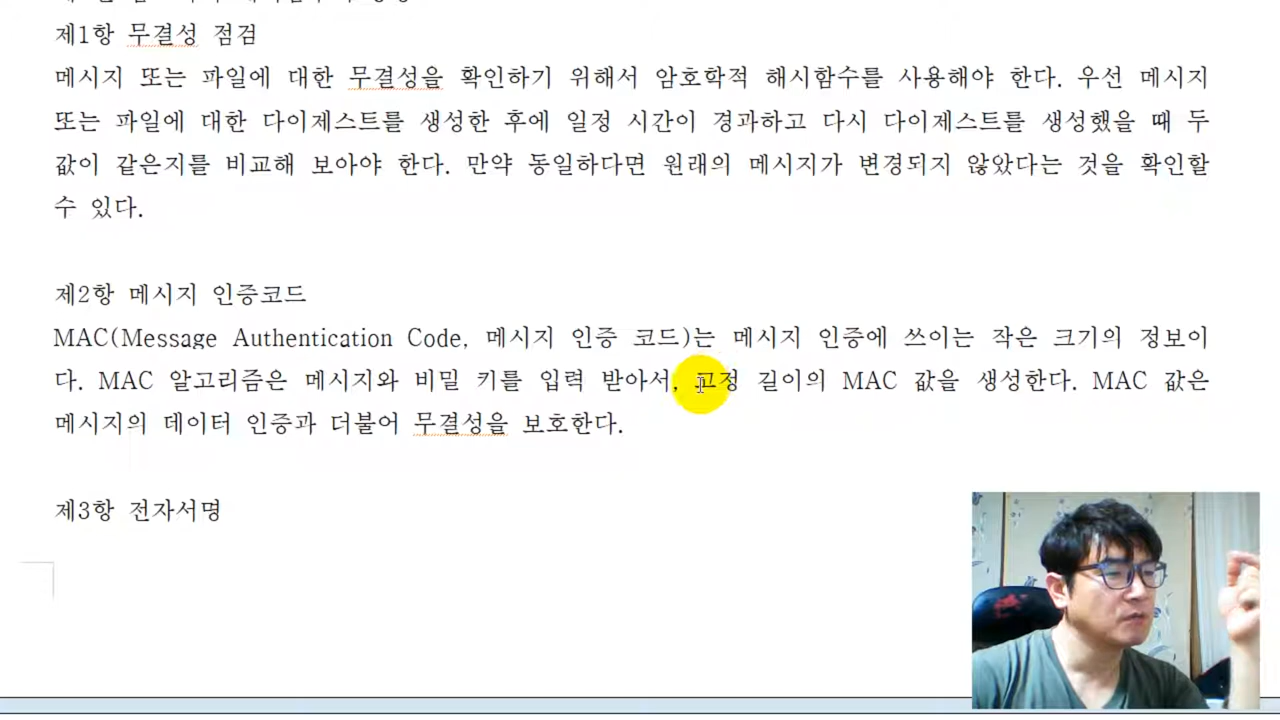 제1항 무결성 점검
메시지 또는 파일에 대한 무결성을 확인하기 위해서 암호학적 해시함수를 사용해야 한다. 우선 메시지
또는 파일에 대한 다이제스트를 생성한 후에 일정 시간이 경과하고 다시 다이제스트를 생성했을 때 두
값이 같은지를 비교해 보아야 한다. 만약 동일하다면 원래의 메시지가 변경되지 않았다는 것을 확인할
수 있다.
제2항 메시지 인증코드
MAC(Message Authentication Code, 메시지 인증 코드)는 메시지 인증에 쓰이는 작은 크기의 정보이
다. MAC 알고리즘은 메시지와 비밀 키를 입력 받아서, 고정 길이의 MAC 값을 생성한다. MAC 값은
메시지의 데이터 인증과 더불어 무결성을 보호한다.
제3항 전자서명